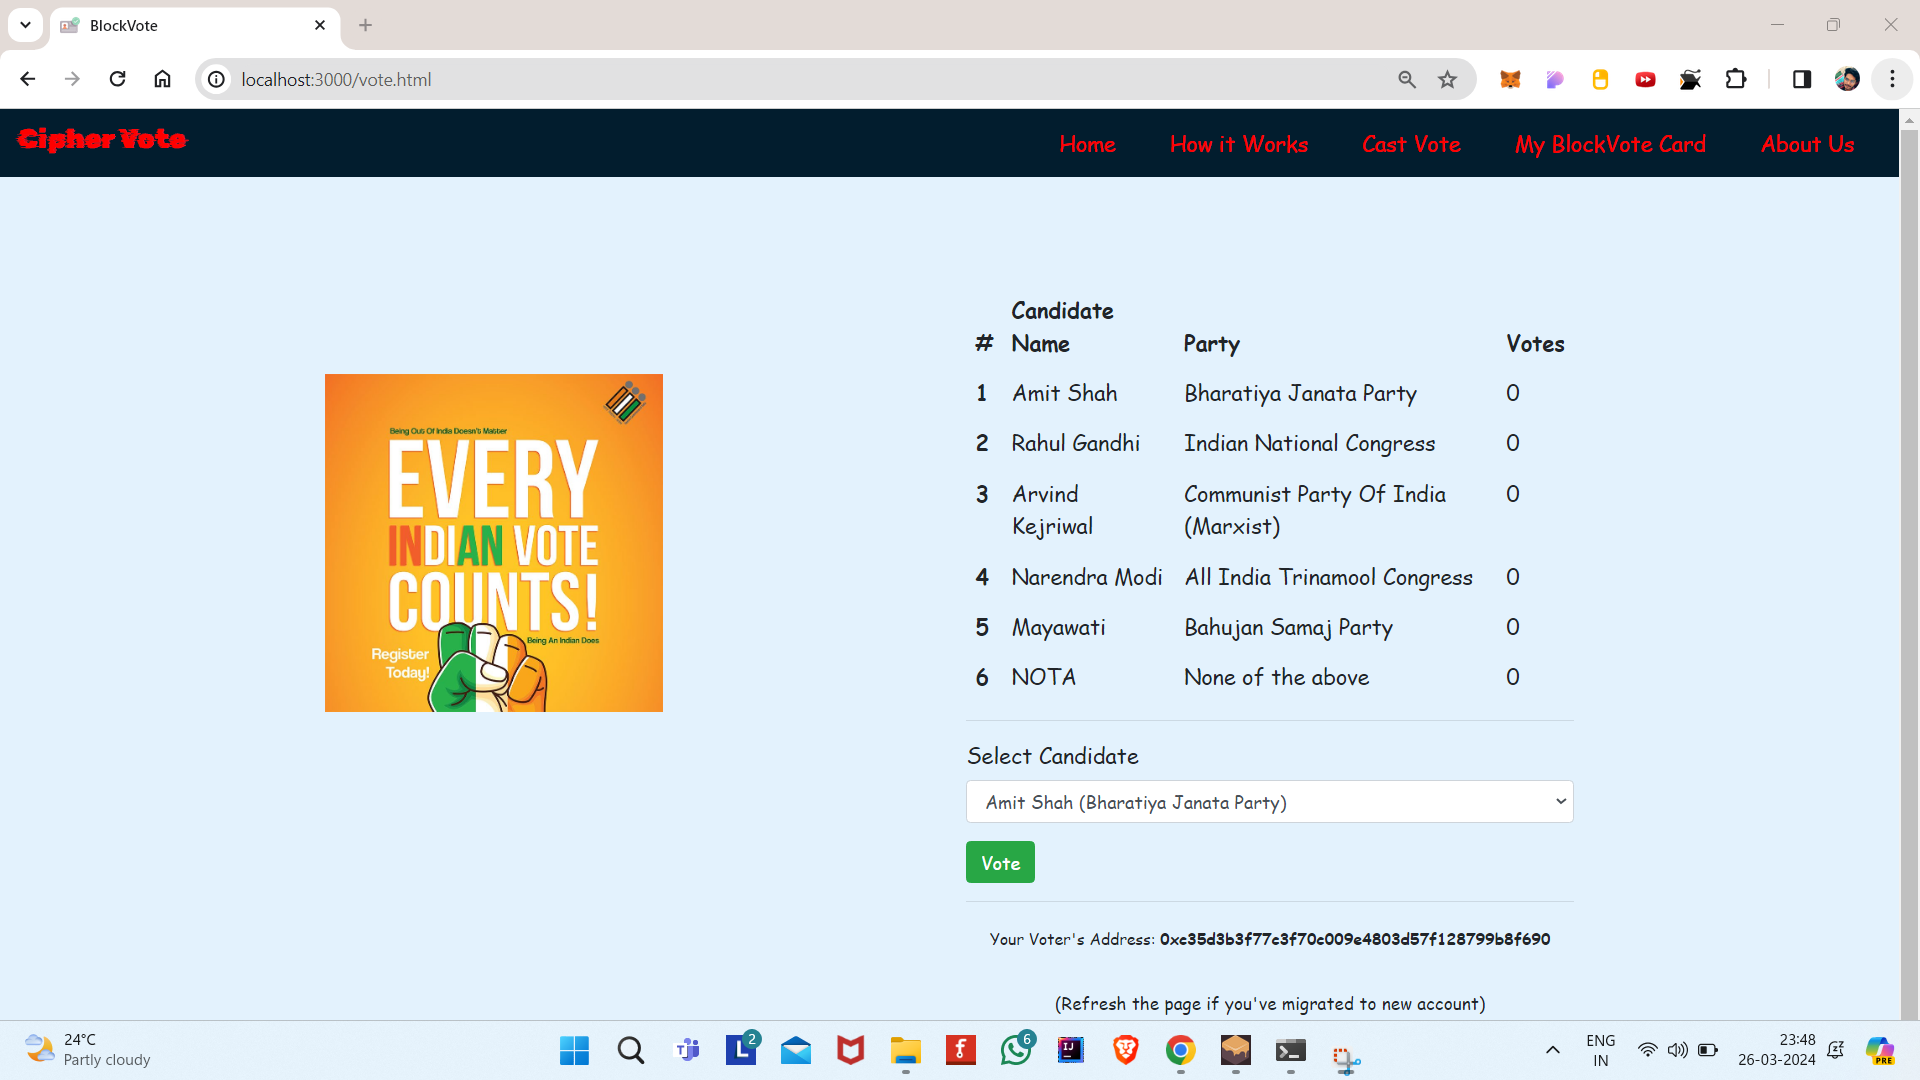 BlockVote
localhost:3000/vote.html
Cipher Vote
Home
How it Works
Cast Vote
My BlockVote Card
About Us
Being Out Of India Doesn't Matter
EVERY
INDIAN VOTE
COUNTS!
Being An Indian Does
Register
Today!
# Candidate Name Party Votes
1 Amit Shah Bharatiya Janata Party 0
2 Rahul Gandhi Indian National Congress 0
3 Arvind Kejriwal Communist Party Of India (Marxist) 0
4 Narendra Modi All India Trinamool Congress 0
5 Mayawati Bahujan Samaj Party 0
6 NOTA None of the above 0
Select Candidate
Amit Shah (Bharatiya Janata Party)
Vote
Your Voter's Address: 0xc35d3b3f77c3f70c009e4803d57f128799b8f690
(Refresh the page if you've migrated to new account)
24°C
Partly cloudy
2
6
ENG
IN
23:48
26-03-2024
PRE